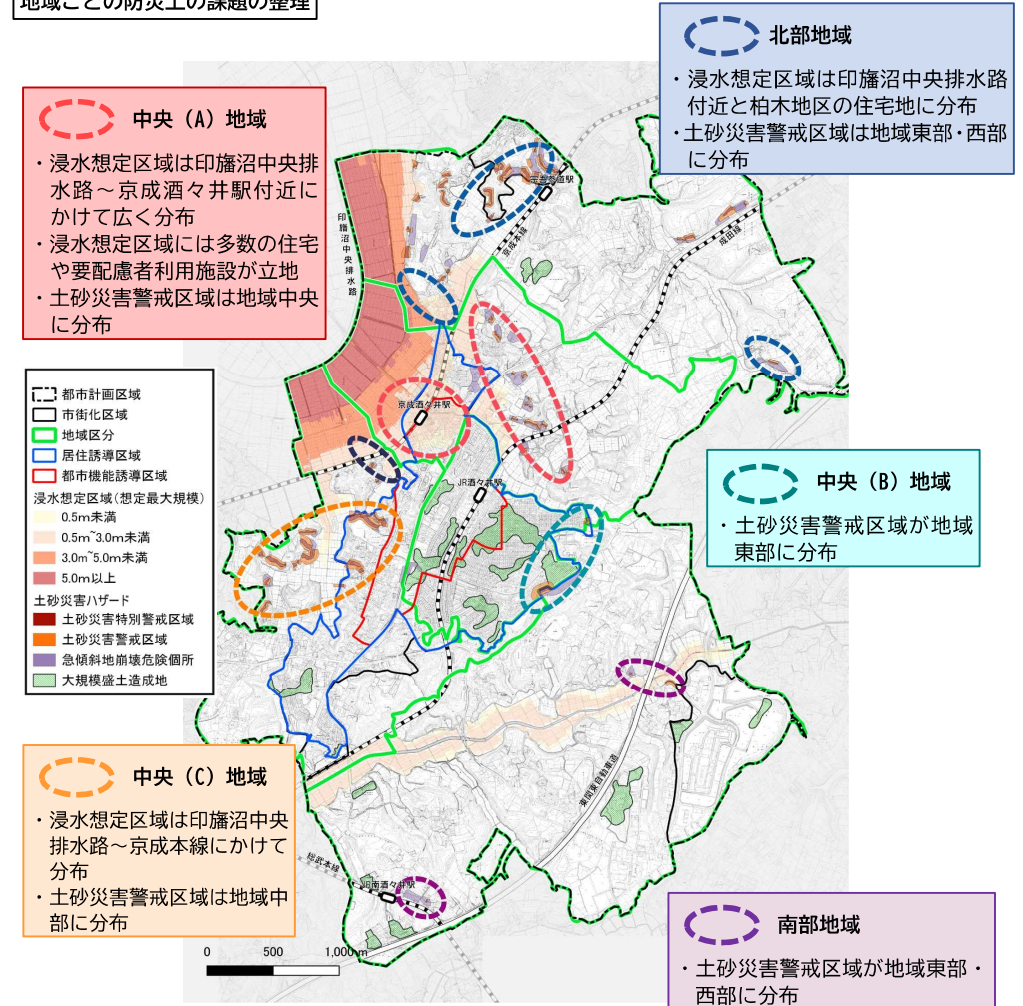 地域ごとの防災上の課題の整理
北部地域
・浸水想定区域は印旛沼中央排水路
付近と柏木地区の住宅地に分布
・土砂災害警戒区域は地域東部・西部
に分布
中央（A）地域
・浸水想定区域は印旛沼中央排
水路～京成酒々井駅付近に
かけて広く分布
・浸水想定区域には多数の住宅
や要配慮者利用施設が立地
・土砂災害警戒区域は地域中央
に分布
宗吾参道駅
印旛沼中央排水路
京成本線
成田線
京成酒々井駅
JR酒々井駅
都市計画区域
市街化区域
地域区分
居住誘導区域
都市機能誘導区域
浸水想定区域(想定最大規模)
0.5m未満
0.5m~3.0m未満
3.0m~5.0m未満
5.0m以上
土砂災害ハザード
土砂災害特別警戒区域
土砂災害警戒区域
急傾斜地崩壊危険個所
大規模盛土造成地
中央（B）地域
・土砂災害警戒区域が地域
東部に分布
東関東自動車道
中央（C）地域
・浸水想定区域は印旛沼中央
排水路～京成本線にかけて
分布
・土砂災害警戒区域は地域中
部に分布
総武本線
JR南酒々井駅
0 500 1,000 m
南部地域
・土砂災害警戒区域が地域東部・
西部に分布